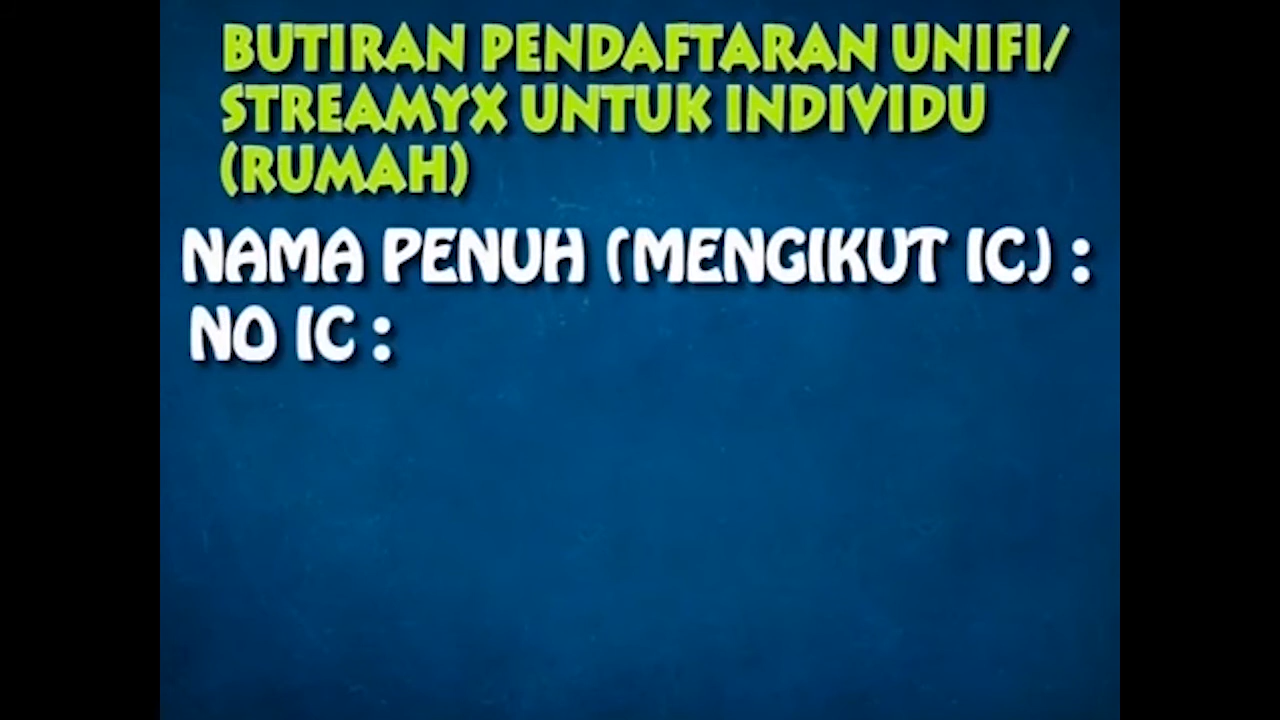 BUTIRAN PENDAFTARAN UNIFI/
STREAMYX UNTUK INDIVIDU
(RUMAH)
NAMA PENUH (MENGIKUT IC) :
NO IC :